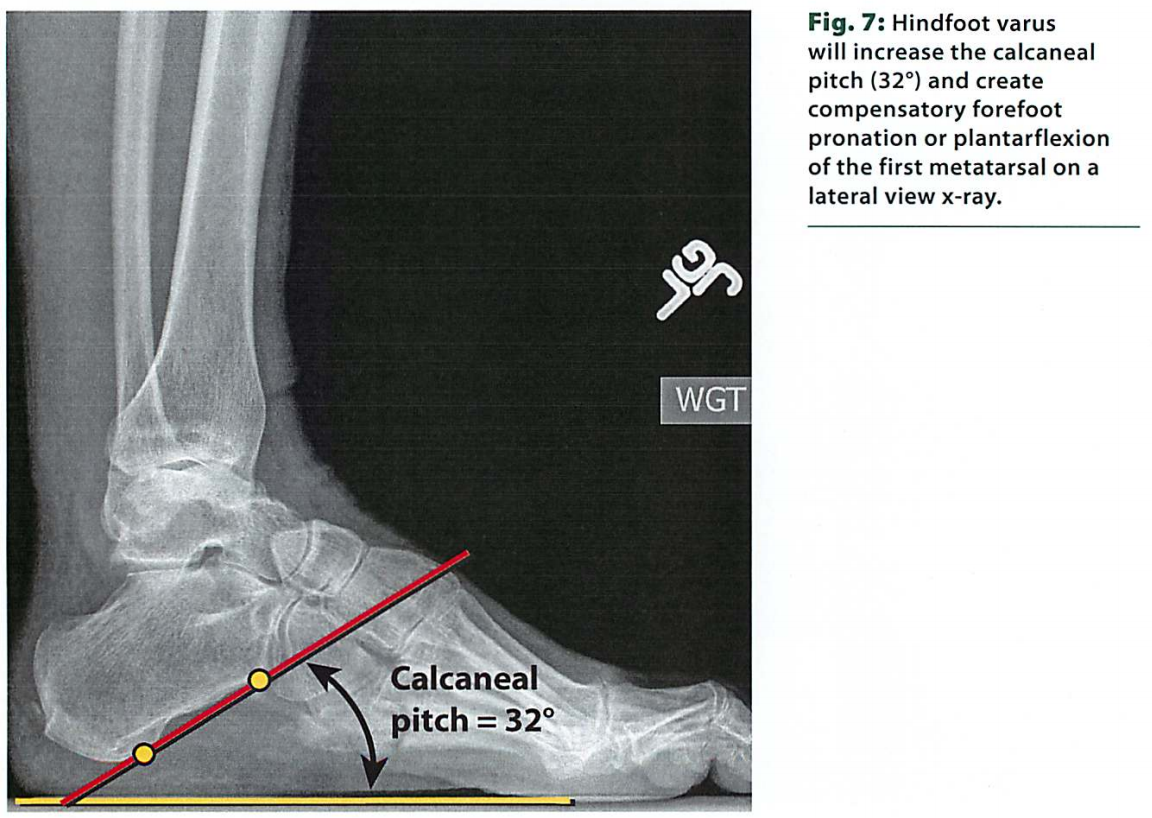 Fig. 7: Hindfoot varus
will increase the calcaneal
pitch (32°) and create
compensatory forefoot
pronation or plantarflexion
of the first metatarsal on a
lateral view x-ray.
WGT
Calcaneal
pitch = 32°